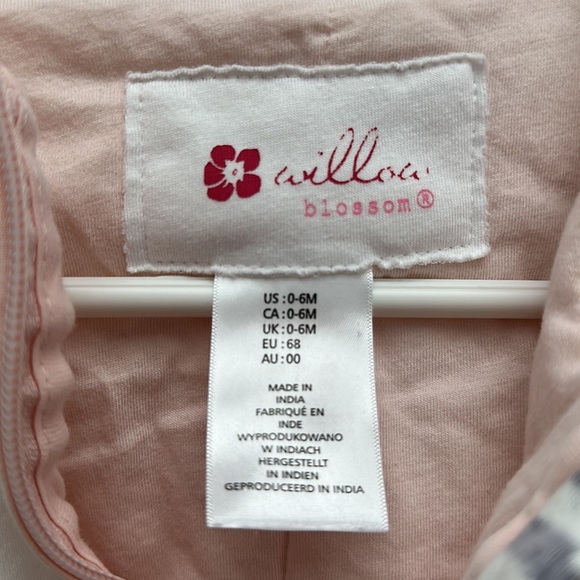 willow
blossom®
US : 0-6M
CA : 0-6M
UK : 0-6M
EU : 68
AU : 00
MADE IN
INDIA
FABRIQUÉ EN
INDE
WYPRODUKOWANO
W INDIACH
HERGESTELLT
IN INDIEN
GEPRODUCEERD IN INDIA